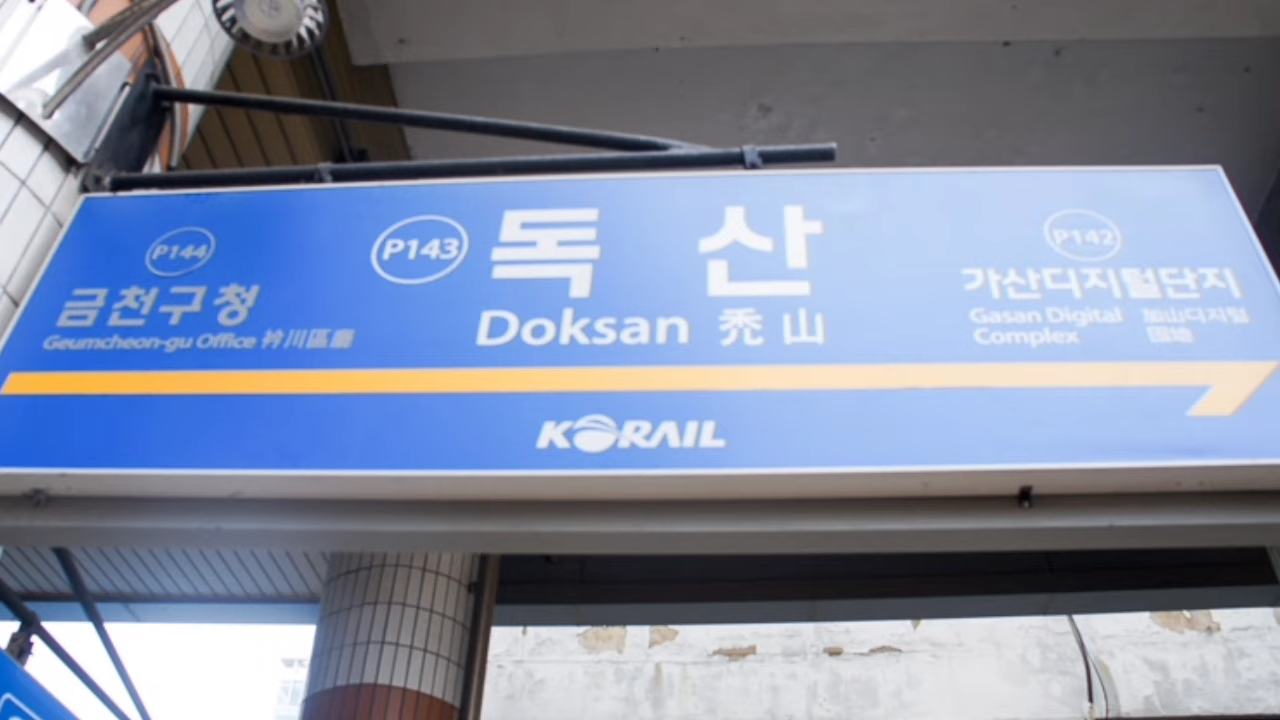 P144
금천구청
Geumcheon-gu Office 衿川區廳
P143 독 산
Doksan 禿山
P142
가산디지털단지
Gasan Digital Complex
加山디지털團地
KORAIL